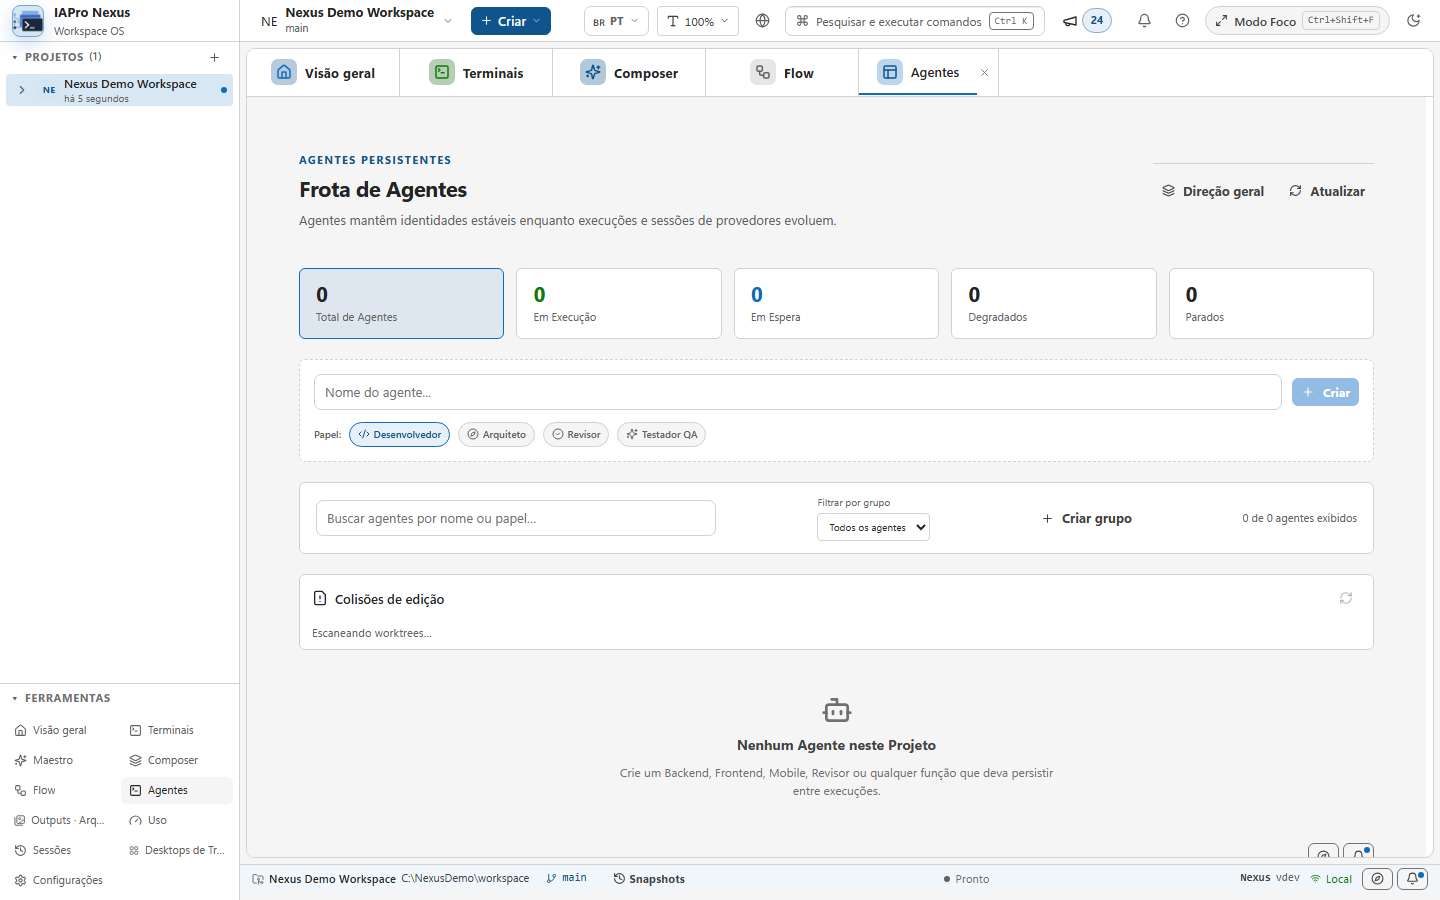 IAPro Nexus
Workspace OS
NE
Nexus Demo Workspace
main
Criar
BR PT
100%
Pesquisar e executar comandos
Ctrl K
24
Modo Foco
Ctrl+Shift+F
PROJETOS (1)
NE
Nexus Demo Workspace
há 5 segundos
Visão geral
Terminais
Composer
Flow
Agentes
AGENTES PERSISTENTES
Frota de Agentes
Agentes mantêm identidades estáveis enquanto execuções e sessões de provedores evoluem.
Direção geral
Atualizar
0
Total de Agentes
0
Em Execução
0
Em Espera
0
Degradados
0
Parados
Nome do agente...
Criar
Papel:
Desenvolvedor
Arquiteto
Revisor
Testador QA
Buscar agentes por nome ou papel...
Filtrar por grupo
Todos os agentes
Criar grupo
0 de 0 agentes exibidos
Colisões de edição
Escaneando worktrees...
Nenhum Agente neste Projeto
Crie um Backend, Frontend, Mobile, Revisor ou qualquer função que deva persistir
entre execuções.
FERRAMENTAS
Visão geral
Terminais
Maestro
Composer
Flow
Agentes
Outputs · Arq...
Uso
Sessões
Desktops de Tr...
Configurações
Nexus Demo Workspace
C:\NexusDemo\workspace
main
Snapshots
Pronto
Nexus vdev
Local